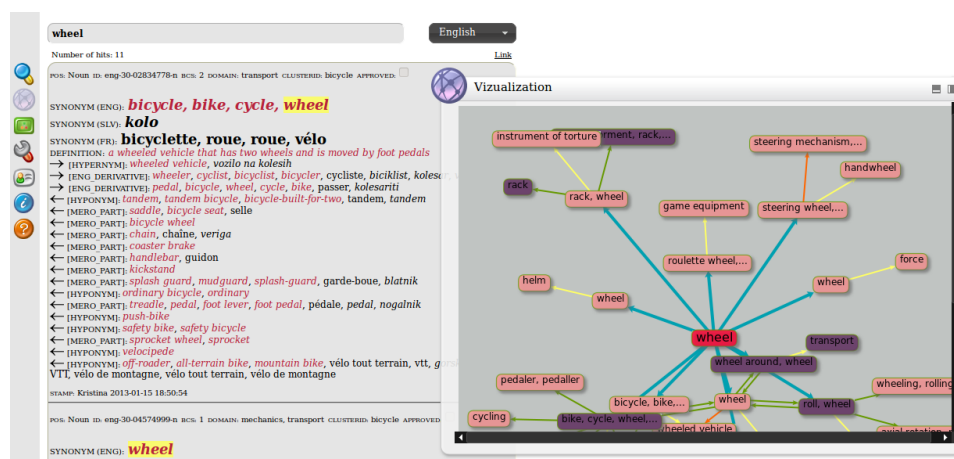 wheel
English
Number of hits: 11
Link
POS: Noun ID: eng-30-02834778-n BCS: 2 DOMAIN: transport CLUSTERID: bicycle APPROVED:
SYNONYM (ENG): bicycle, bike, cycle, wheel
SYNONYM (SLV): kolo
SYNONYM (FR): bicyclette, roue, roue, vélo
DEFINITION: a wheeled vehicle that has two wheels and is moved by foot pedals
→ [HYPERNYM]: wheeled vehicle, vozilo na kolesih
→ [ENG_DERIVATIVE]: wheeler, cyclist, bicyclist, bicycler, cycliste, biciklist,
→ [ENG_DERIVATIVE]: pedal, bicycle, wheel, cycle, bike, passer, kolesariti
← [HYPONYM]: tandem, tandem bicycle, bicycle-built-for-two, tandem, tandem
← [MERO_PART]: saddle, bicycle seat, selle
← [MERO_PART]: bicycle wheel
← [MERO_PART]: chain, chaîne, veriga
← [MERO_PART]: coaster brake
← [MERO_PART]: handlebar, guidon
← [MERO_PART]: kickstand
← [MERO_PART]: splash guard, mudguard, splash-guard, garde-boue, blatnik
← [HYPONYM]: ordinary bicycle, ordinary
← [MERO_PART]: treadle, pedal, foot lever, foot pedal, pédale, pedal, nogalnik
← [HYPONYM]: push-bike
← [HYPONYM]: safety bike, safety bicycle
← [MERO_PART]: sprocket wheel, sprocket
← [HYPONYM]: velocipede
← [HYPONYM]: off-roader, all-terrain bike, mountain bike, vélo tout terrain, vtt,
VTT, vélo de montagne, vélo tout terrain, vélo de montagne
STAMP: Kristina 2013-01-15 18:50:54
POS: Noun ID: eng-04574999-n BCS: 1 DOMAIN: mechanics, transport CLUSTERID: bicycle APPROVED
SYNONYM (ENG): wheel
Vizualization
instrument of torture
rack,...
steering mechanism,...
handwheel
rack
rack, wheel
game equipment
steering wheel,...
roulette wheel,...
force
helm
wheel
wheel
wheel
transport
wheel around, wheel
pedaler, pedaller
wheeling, rolling
bicycle, bike,...
wheel
roll, wheel
cycling
bike, cycle, wheel,...
wheeled vehicle
axial rotation,